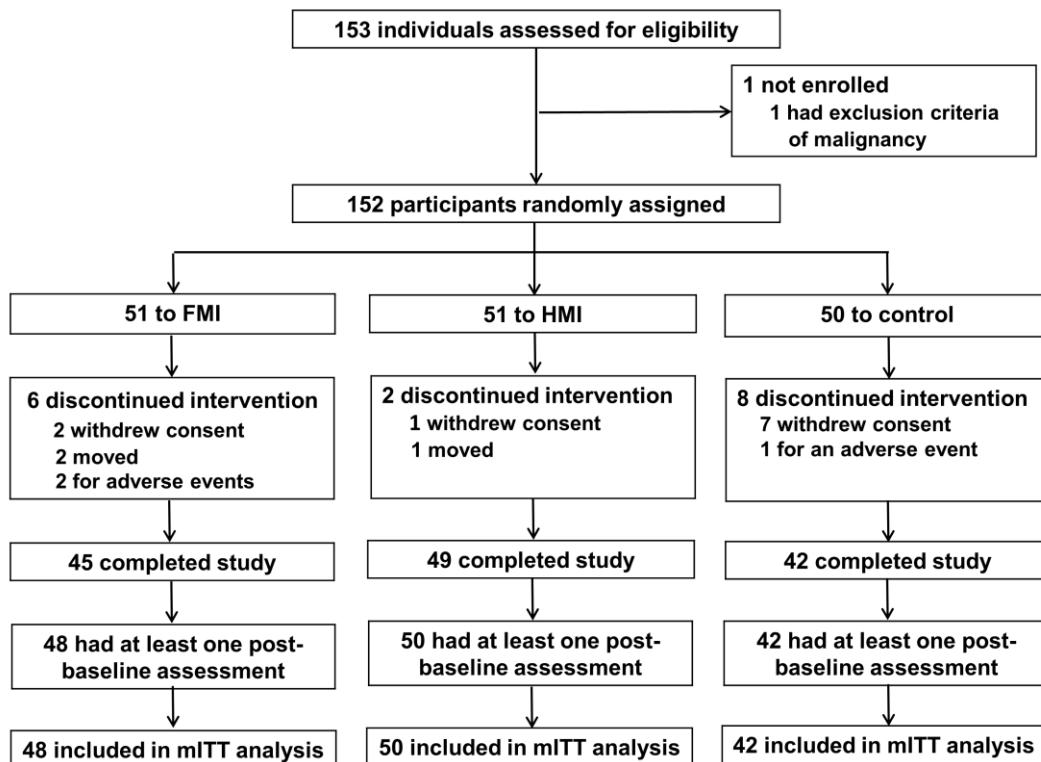 153 individuals assessed for eligibility
1 not enrolled
1 had exclusion criteria
of malignancy
152 participants randomly assigned
51 to FMI
51 to HMI
50 to control
6 discontinued intervention
2 withdrew consent
2 moved
2 for adverse events
2 discontinued intervention
1 withdrew consent
1 moved
8 discontinued intervention
7 withdrew consent
1 for an adverse event
45 completed study
49 completed study
42 completed study
48 had at least one post-
baseline assessment
50 had at least one post-
baseline assessment
42 had at least one post-
baseline assessment
48 included in mITT analysis
50 included in mITT analysis
42 included in mITT analysis